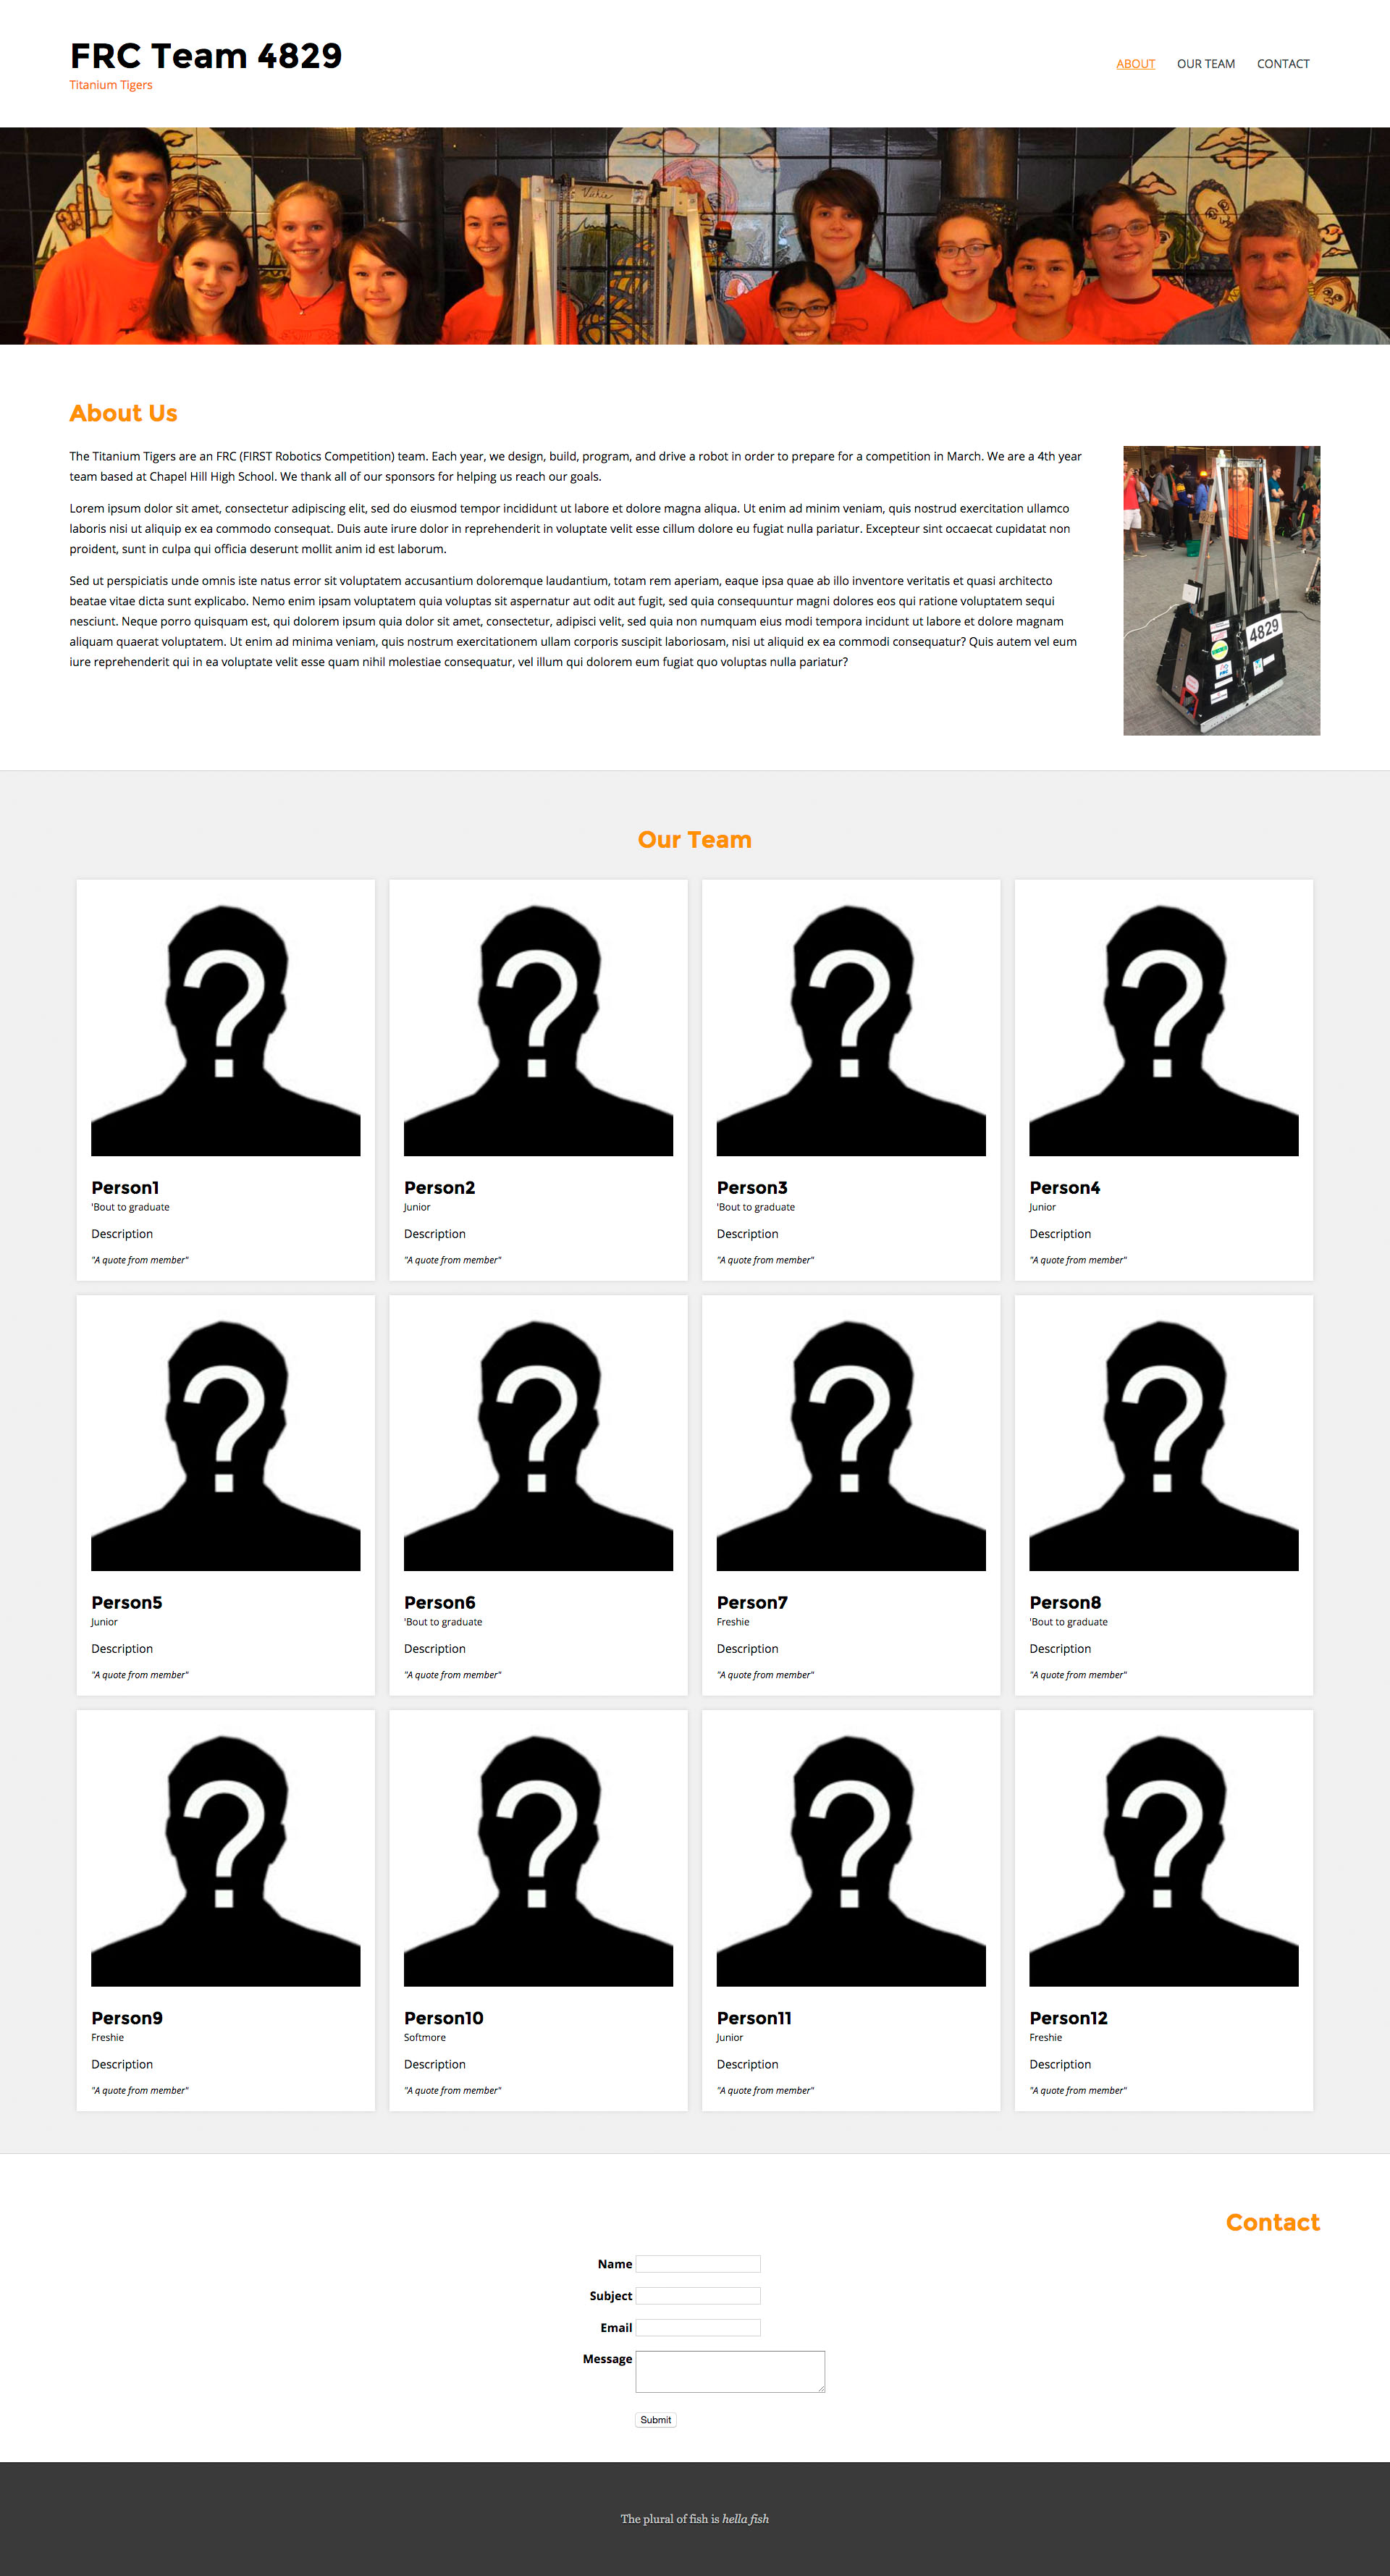 FRC Team 4829
Titanium Tigers
ABOUT OUR TEAM CONTACT
Vickie
About Us
The Titanium Tigers are an FRC (FIRST Robotics Competition) team. Each year, we design, build, program, and drive a robot in order to prepare for a competition in March. We are a 4th year
team based at Chapel Hill High School. We thank all of our sponsors for helping us reach our goals.
Lorem ipsum dolor sit amet, consectetur adipiscing elit, sed do eiusmod tempor incididunt ut labore et dolore magna aliqua. Ut enim ad minim veniam, quis nostrud exercitation ullamco
laboris nisi ut aliquip ex ea commodo consequat. Duis aute irure dolor in reprehenderit in voluptate velit esse cillum dolore eu fugiat nulla pariatur. Excepteur sint occaecat cupidatat non
proident, sunt in culpa qui officia deserunt mollit anim id est laborum.
Sed ut perspiciatis unde omnis iste natus error sit voluptatem accusantium doloremque laudantium, totam rem aperiam, eaque ipsa quae ab illo inventore veritatis et quasi architecto
beatae vitae dicta sunt explicabo. Nemo enim ipsam voluptatem quia voluptas sit aspernatur aut odit aut fugit, sed quia consequuntur magni dolores eos qui ratione voluptatem sequi
nesciunt. Neque porro quisquam est, qui dolorem ipsum quia dolor sit amet, consectetur, adipisci velit, sed quia non numquam eius modi tempora incidunt ut labore et dolore magnam
aliquam quaerat voluptatem. Ut enim ad minima veniam, quis nostrum exercitationem ullam corporis suscipit laboriosam, nisi ut aliquid ex ea commodi consequatur? Quis autem vel eum
iure reprehenderit qui in ea voluptate velit esse quam nihil molestiae consequatur, vel illum qui dolorem eum fugiat quo voluptas nulla pariatur?
4829
FRC
Our Team
? ? ? ?
Person1 Person2 Person3 Person4
'Bout to graduate Junior 'Bout to graduate Junior
Description Description Description Description
"A quote from member" "A quote from member" "A quote from member" "A quote from member"
? ? ? ?
Person5 Person6 Person7 Person8
Junior 'Bout to graduate Freshie 'Bout to graduate
Description Description Description Description
"A quote from member" "A quote from member" "A quote from member" "A quote from member"
? ? ? ?
Person9 Person10 Person11 Person12
Freshie Softmore Junior Freshie
Description Description Description Description
"A quote from member" "A quote from member" "A quote from member" "A quote from member"
Contact
Name
Subject
Email
Message
Submit
The plural of fish is hella fish